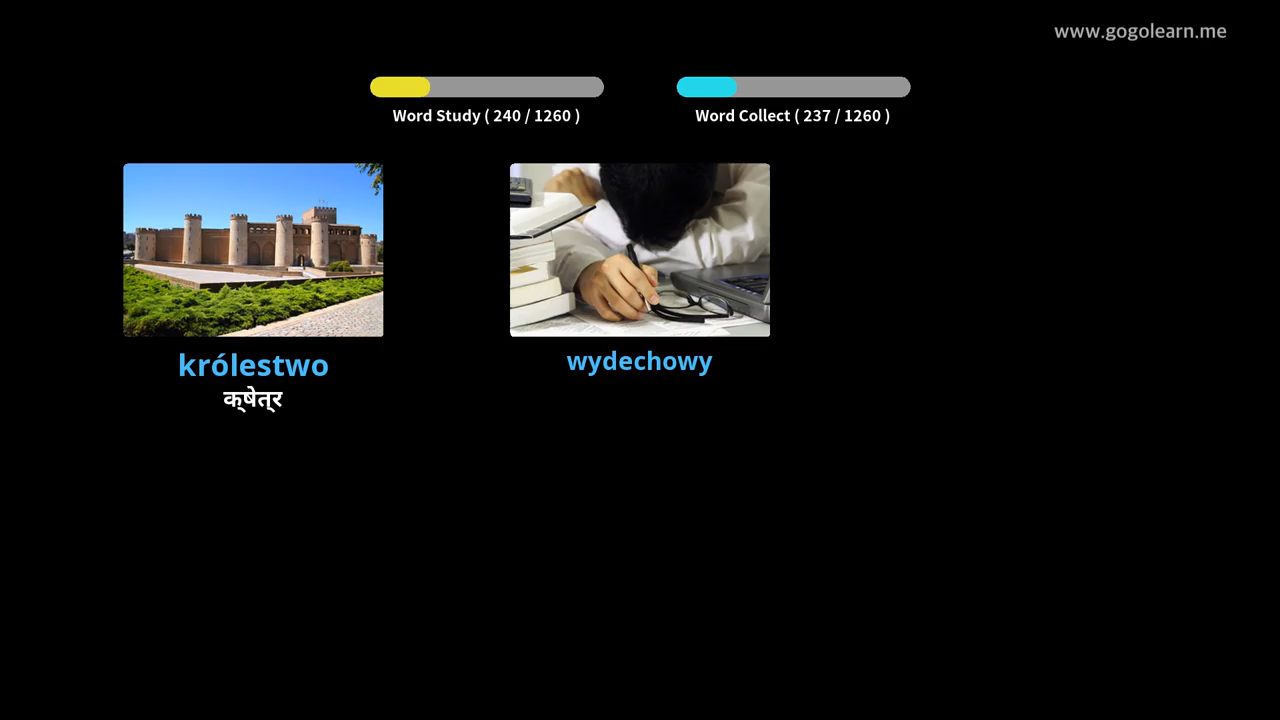 www.gogolearn.me
Word Study ( 240 / 1260 )
Word Collect ( 237 / 1260 )
królestwo
क्षेत्र
wydechowy